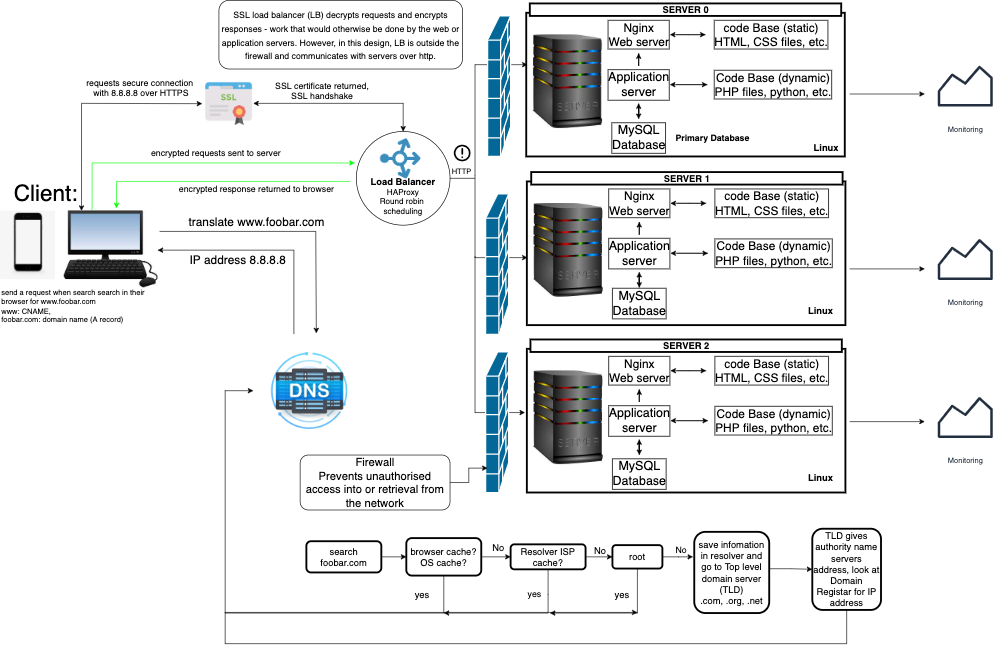 SSL load balancer (LB) decrypts requests and encrypts
responses - work that would otherwise be done by the web or
application servers. However, in this design, LB is outside the
firewall and communicates with servers over http.
requests secure connection
with 8.8.8.8 over HTTPS
SSL
SSL certificate returned,
SSL handshake
encrypted requests sent to server
encrypted response returned to browser
Load Balancer
HAProxy
Round robin
scheduling
HTTP
Client:
translate www.foobar.com
IP address 8.8.8.8
send a request when search search in their
browser for www.foobar.com
www: CNAME,
foobar.com: domain name (A record)
DNS
SERVER 0
Nginx
Web server
code Base (static)
HTML, CSS files, etc.
Application
server
Code Base (dynamic)
PHP files, python, etc.
MySQL
Database
Primary Database
Linux
Monitoring
SERVER 1
Nginx
Web server
code Base (static)
HTML, CSS files, etc.
Application
server
Code Base (dynamic)
PHP files, python, etc.
MySQL
Database
Linux
Monitoring
SERVER 2
Nginx
Web server
code Base (static)
HTML, CSS files, etc.
Application
server
Code Base (dynamic)
PHP files, python, etc.
MySQL
Database
Linux
Monitoring
Firewall
Prevents unauthorised
access into or retrieval from
the network
search
foobar.com
browser cache?
OS cache?
No
Resolver ISP
cache?
No
root
No
save infomation
in resolver and
go to Top level
domain server
(TLD)
.com, .org, .net
TLD gives
authority name
servers
address, look at
Domain
Registar for IP
address
yes
yes
yes